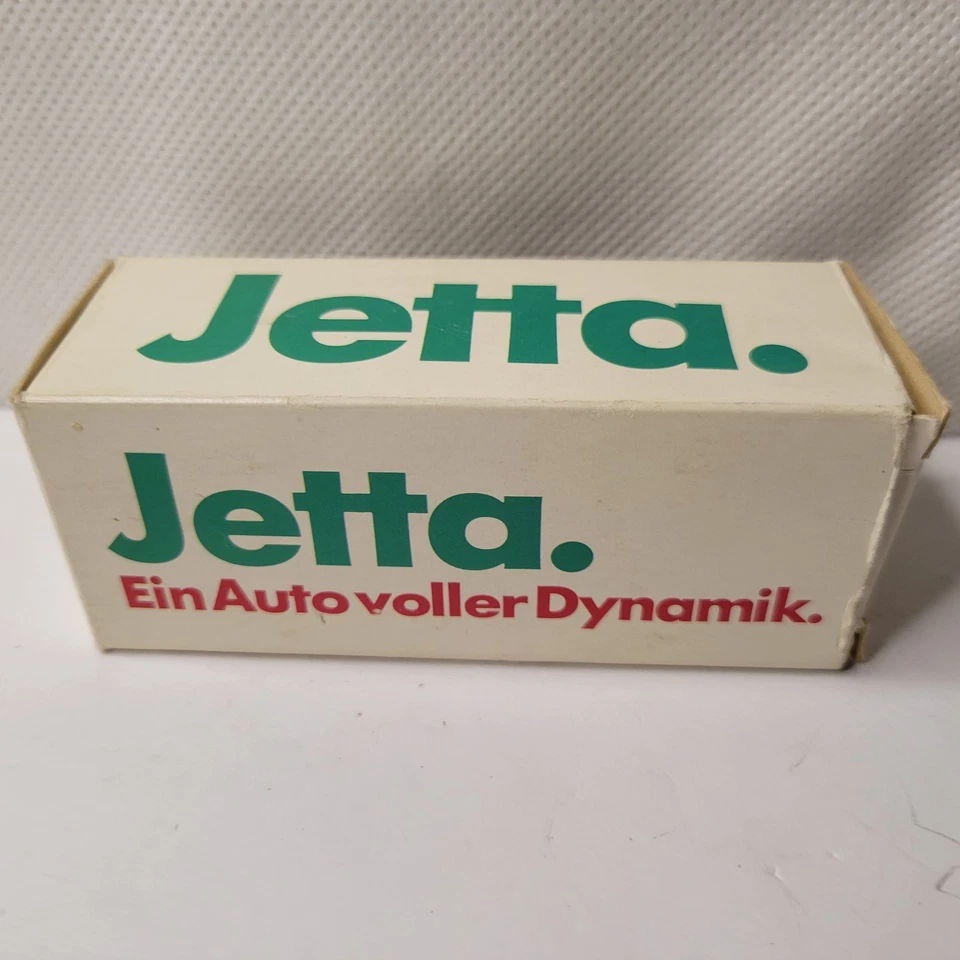 Jetta.
Jetta.
Ein Auto voller Dynamik.